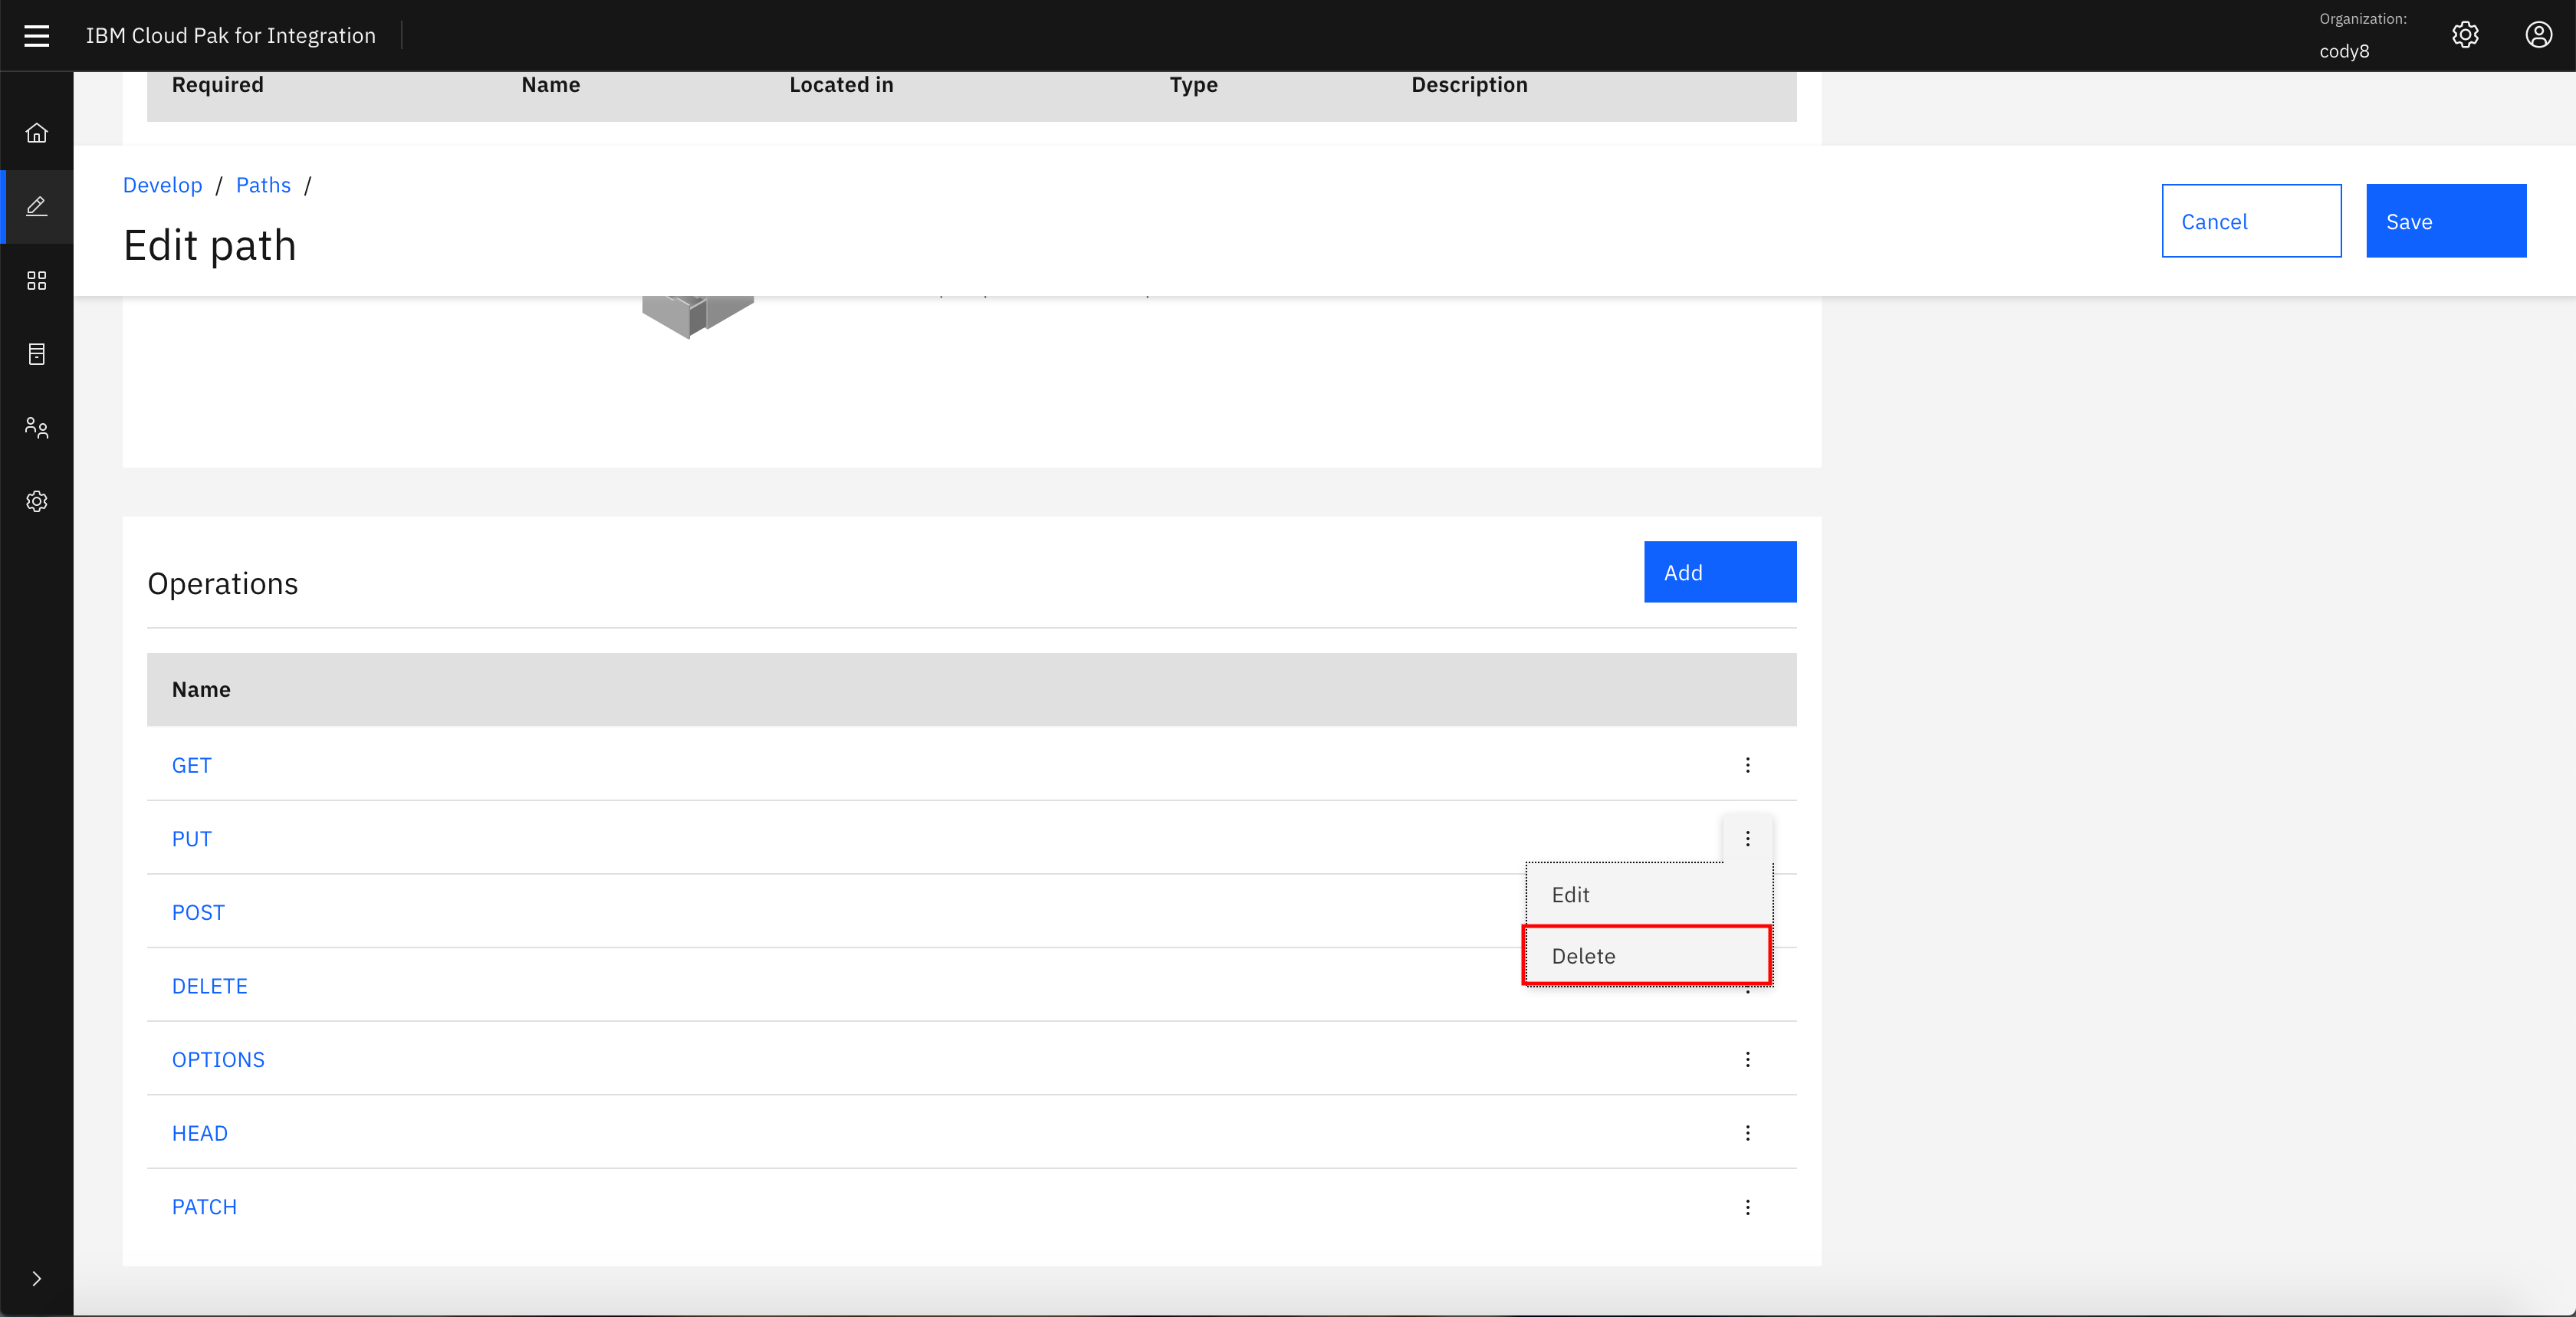 IBM Cloud Pak for Integration
Organization:
cody8
Required Name Located in Type Description
Develop / Paths /
Edit path
Cancel
Save
Operations
Add
Name
GET
PUT
Edit
POST
Delete
DELETE
OPTIONS
HEAD
PATCH